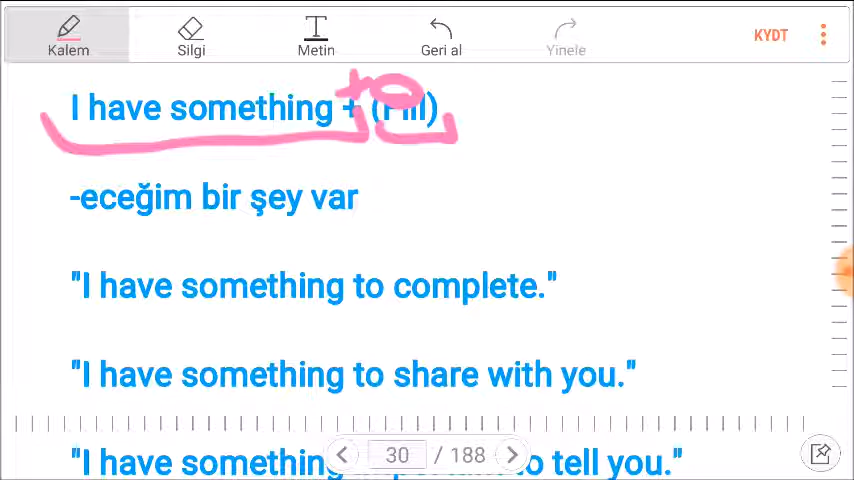 Kalem
Silgi
Metin
Geri al
Yinele
KYDT
to
I have something + (Fiil)
-eceğim bir şey var
"I have something to complete."
"I have something to share with you."
"I have something to tell you."
30 / 188